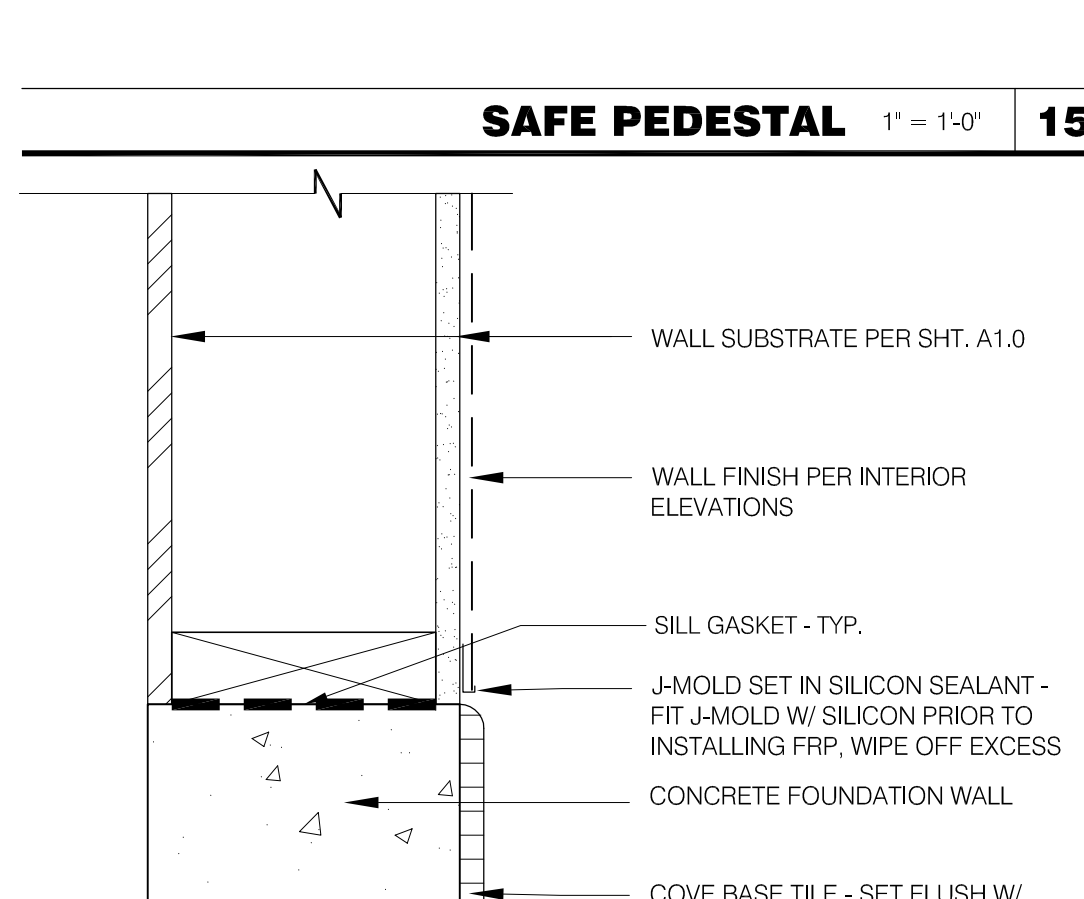 SAFE PEDESTAL 1" = 1'-0" 15
WALL SUBSTRATE PER SHT. A1.0
WALL FINISH PER INTERIOR
ELEVATIONS
SILL GASKET - TYP.
J-MOLD SET IN SILICON SEALANT -
FIT J-MOLD W/ SILICON PRIOR TO
INSTALLING FRP, WIPE OFF EXCESS
CONCRETE FOUNDATION WALL
COVE BASE TILE - SET FLUSH W/